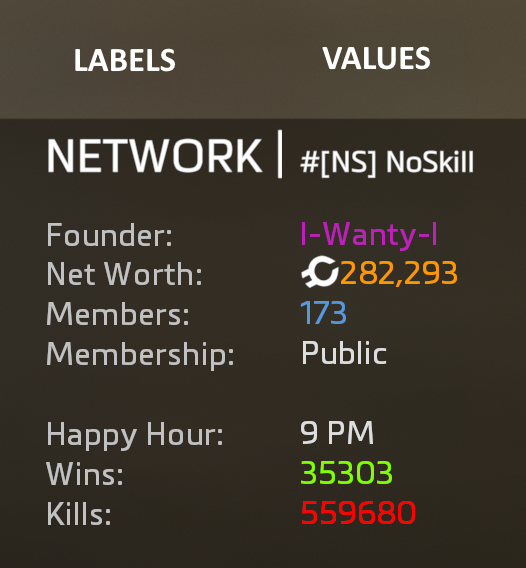 LABELS VALUES
NETWORK | #[NS] NoSkill
Founder: I-Wanty-I
Net Worth: 282,293
Members: 173
Membership: Public
Happy Hour: 9 PM
Wins: 35303
Kills: 559680